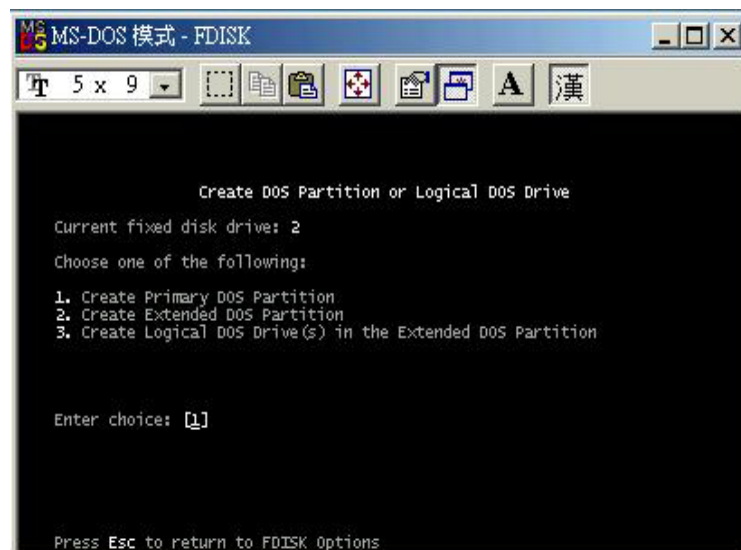 MS-DOS 模式 - FDISK
5 x 9
A 漢
Create DOS Partition or Logical DOS Drive
Current fixed disk drive: 2
Choose one of the following:
1. Create Primary DOS Partition
2. Create Extended DOS Partition
3. Create Logical DOS Drive(s) in the Extended DOS Partition
Enter choice: [1]
Press Esc to return to FDISK Options